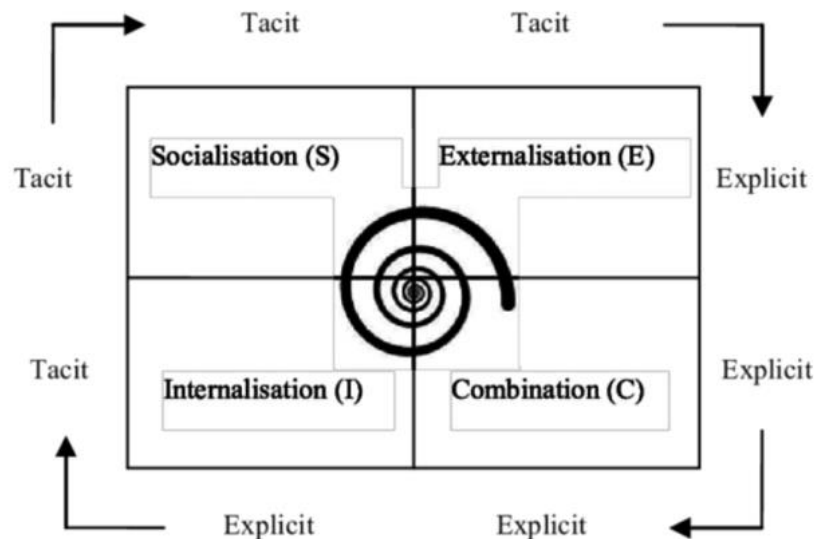 Tacit Tacit
Socialisation (S) Externalisation (E)
Tacit Explicit
Tacit Explicit
Internalisation (I) Combination (C)
Explicit Explicit